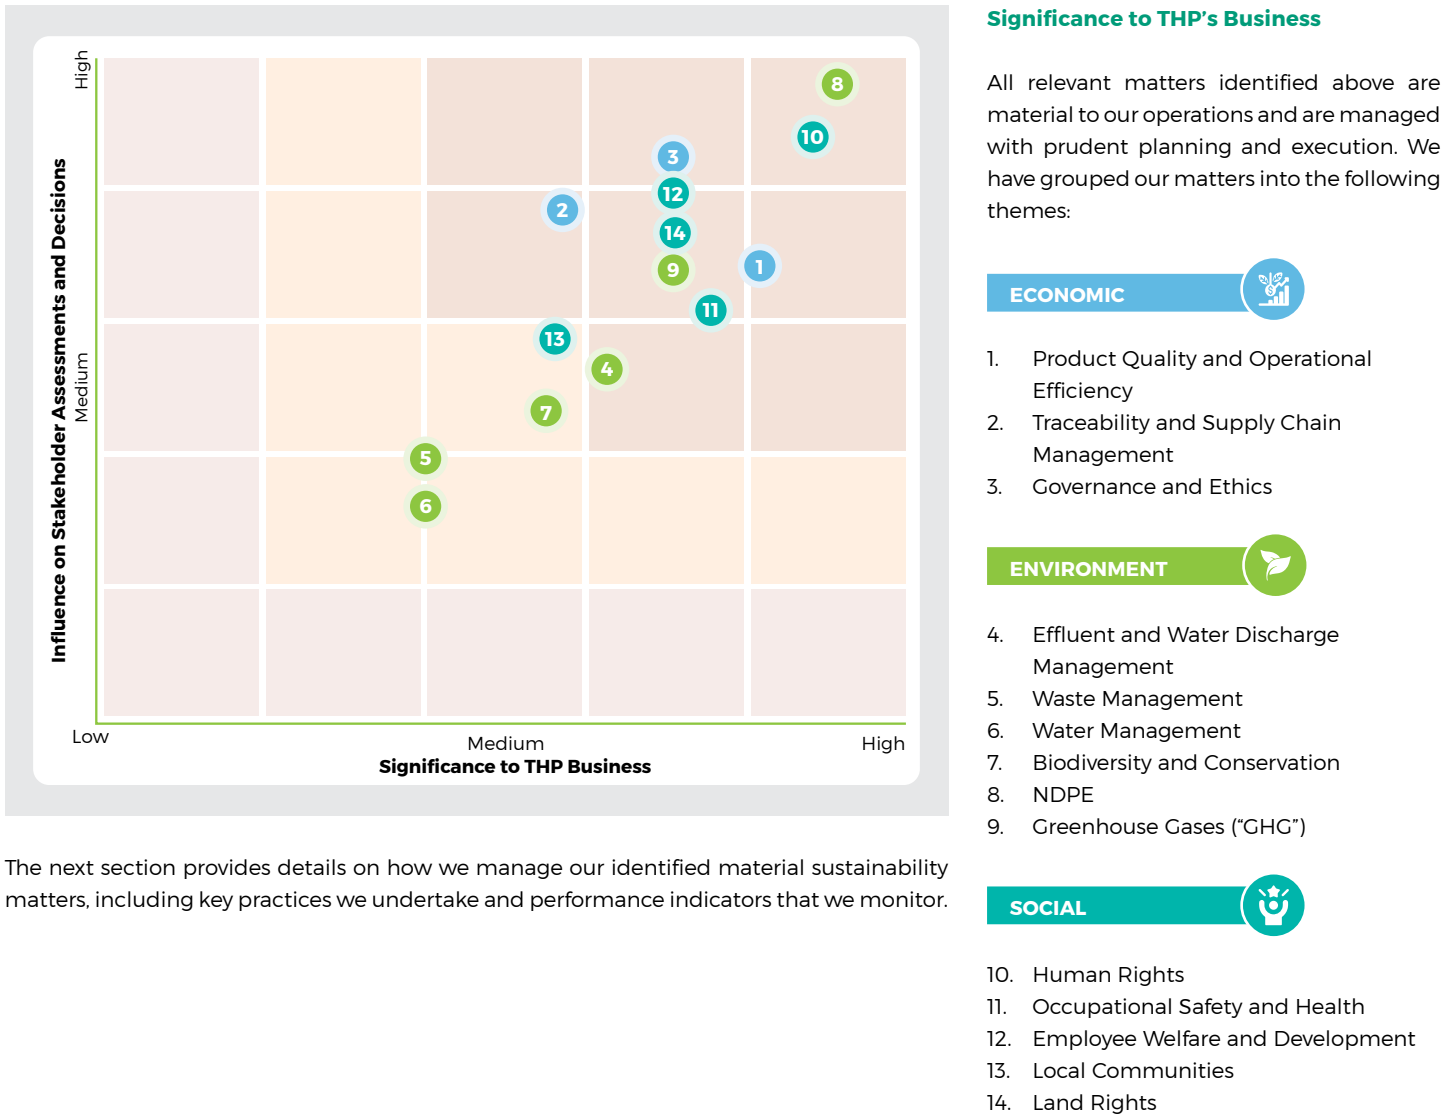 High
Medium
Influence on Stakeholder Assessments and Decisions
8
10
3
12
2
14
1
9
11
13
4
7
5
6
Low
Medium
High
Significance to THP Business
The next section provides details on how we manage our identified material sustainability
matters, including key practices we undertake and performance indicators that we monitor.
Significance to THP’s Business
All relevant matters identified above are
material to our operations and are managed
with prudent planning and execution. We
have grouped our matters into the following
themes:
ECONOMIC
1. Product Quality and Operational
Efficiency
2. Traceability and Supply Chain
Management
3. Governance and Ethics
ENVIRONMENT
4. Effluent and Water Discharge
Management
5. Waste Management
6. Water Management
7. Biodiversity and Conservation
8. NDPE
9. Greenhouse Gases (“GHG”)
SOCIAL
10. Human Rights
11. Occupational Safety and Health
12. Employee Welfare and Development
13. Local Communities
14. Land Rights